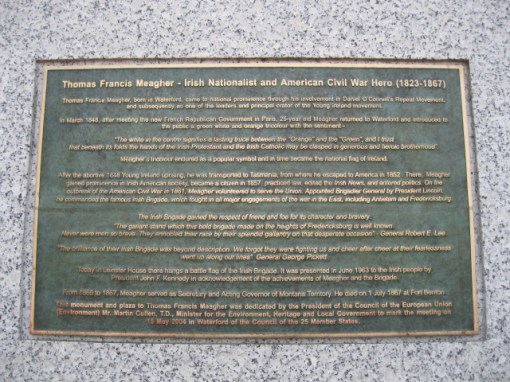 Thomas Francis Meagher - Irish Nationalist and American Civil War Hero (1823-1867)
Thomas Francis Meagher, born in Waterford, came to national prominence through his involvement in Daniel O'Connell's Repeal Movement,
and subsequently as one of the leaders and principal orator of the Young Ireland movement.
In March 1848, after meeting the new French Republican Government in Paris, 25-year old Meagher returned to Waterford and introduces to
the public a green white and orange tricolour with the sentiment -
"The white in the centre signifies a lasting truce between the "Orange" and the "Green", and I trust
that beneath its folds the hands of the Irish Protestant and the Irish Catholic may be clasped in generous and heroic brotherhood".
Meagher's tricolour endured as a popular symbol and in time became the national flag of Ireland.
After the abortive 1848 Young Ireland uprising, he was transported to Tasmania, from where he escaped to America in 1852. There, Meagher
gained prominence in Irish American society, became a citizen in 1857, practiced law, edited the Irish News, and entered politics. On the
outbreak of the American Civil War in 1861, Meagher volunteered to serve the Union. Appointed Brigadier General by President Lincoln,
He commanded the famous Irish Brigade, which fought in all major engagements of the war in the East, including Antietam and Fredericksburg.
The Irish Brigade gained the respect of friend and foe for its character and bravery.
"The gallant stand which this bold brigade made on the heights of Fredericksburg is well known
Never were men so brave. They ennobled their race by their splendid gallantry on that desperate occasion" - General Robert E. Lee
"The brilliance of their Irish Brigade was beyond description. We forgot they were fighting us and cheer after cheer at their fearlessness
went up along our lines" General George Pickett
Today in Leinster House there hangs a battle flag of the Irish Brigade. It was presented in June 1963 to the Irish people by
President John F. Kennedy in acknowledgement of the achievements of Meagher and the Brigade.
From 1865 to 1867, Meagher served as Secretary and Acting Governor of Montana Territory. He died on 1 July 1867 at Fort Benton.
This monument and plaza to Thomas Francis Meagher was dedicated by the President of the Council of the European Union
(Environment) Mr. Martin Cullen, T.D., Minister for the Environment, Heritage and Local Government to mark the meeting on
15 May 2004 in Waterford of the Council of the 25 Member States.